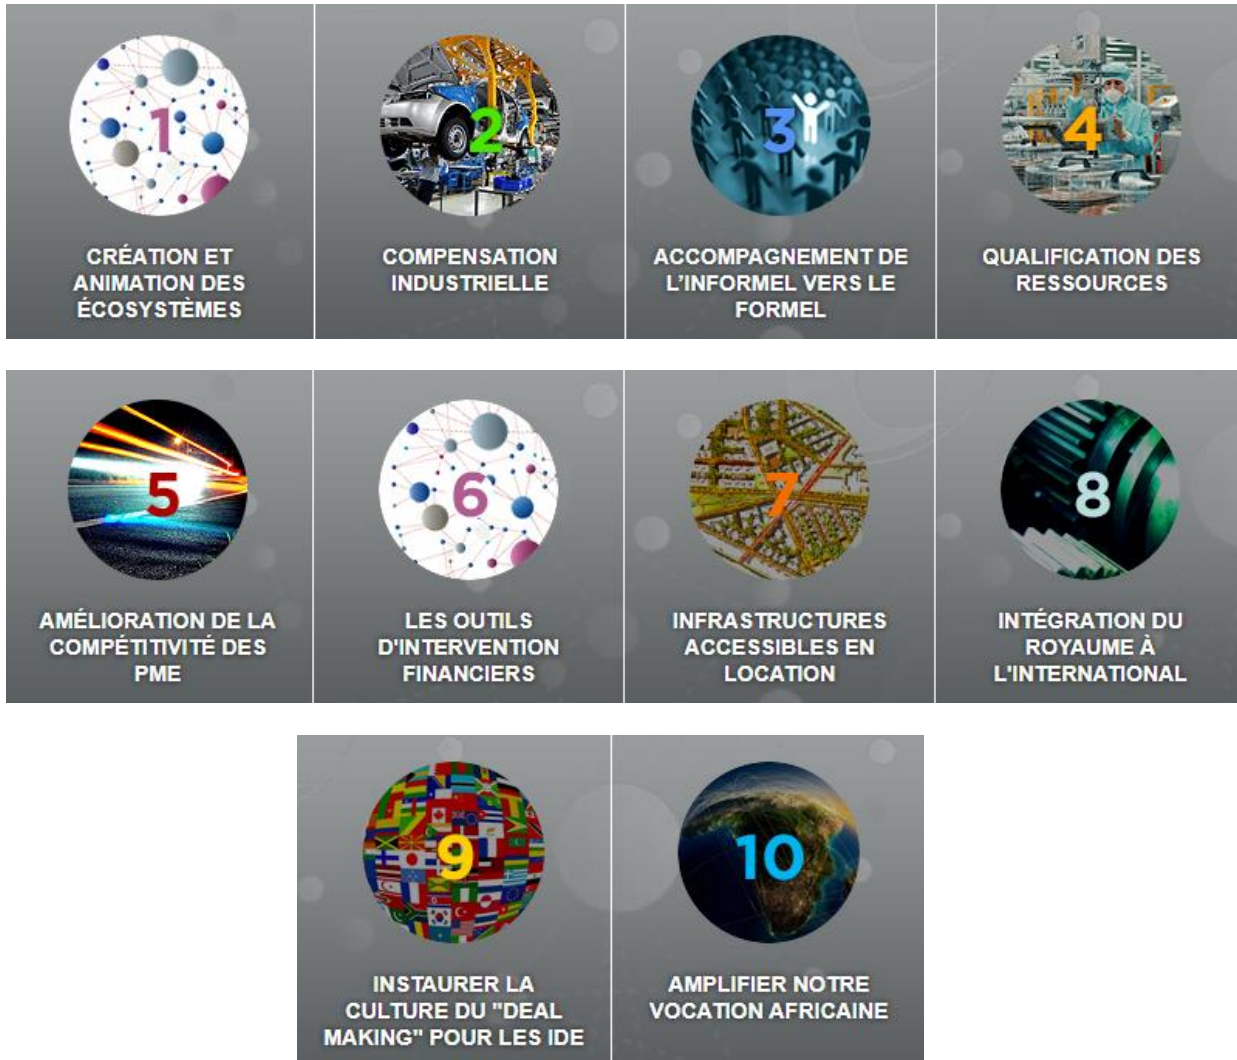 1
CRÉATION ET
ANIMATION DES
ÉCOSYSTÈMES
2
COMPENSATION
INDUSTRIELLE
3
ACCOMPAGNEMENT DE
L'INFORMEL VERS LE
FORMEL
4
QUALIFICATION DES
RESSOURCES
5
AMÉLIORATION DE LA
COMPÉTITIVITÉ DES
PME
6
LES OUTILS
D'INTERVENTION
FINANCIERS
7
INFRASTRUCTURES
ACCESSIBLES EN
LOCATION
8
INTÉGRATION DU
ROYAUME À
L'INTERNATIONAL
9
INSTAURER LA
CULTURE DU "DEAL
MAKING" POUR LES IDE
10
AMPLIFIER NOTRE
VOCATION AFRICAINE